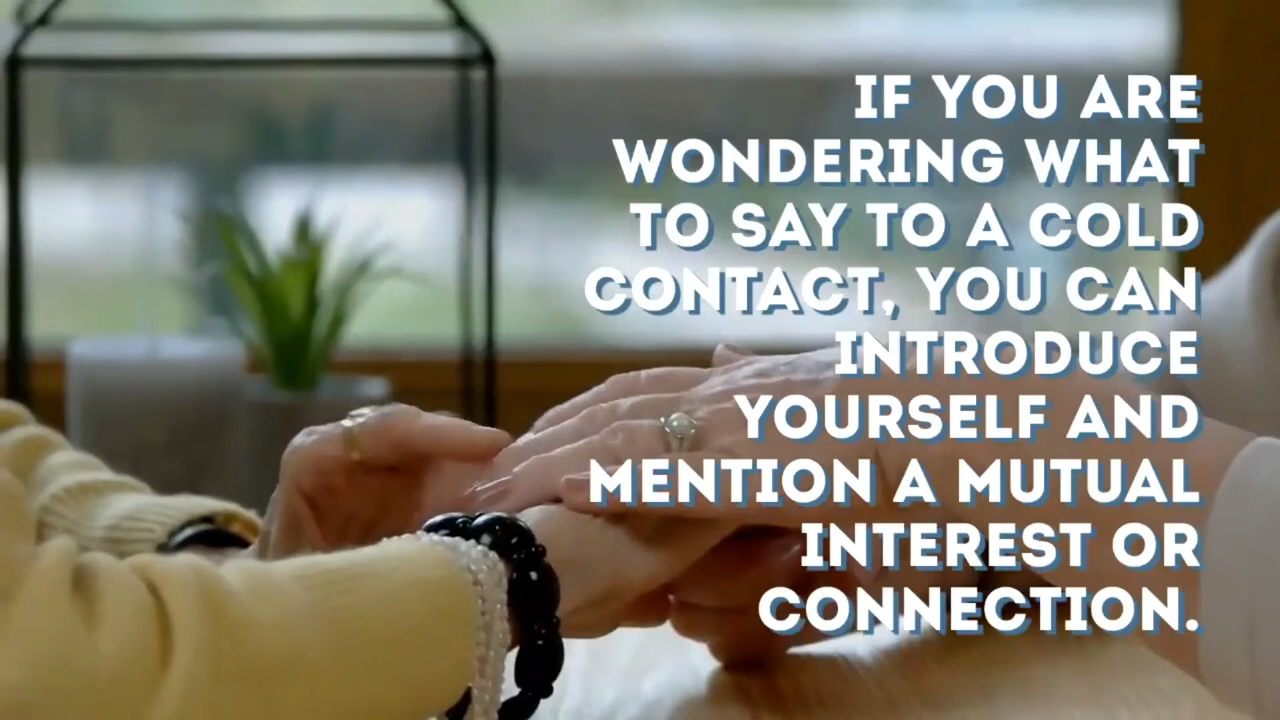 IF YOU ARE
WONDERING WHAT
TO SAY TO A COLD
CONTACT, YOU CAN
INTRODUCE
YOURSELF AND
MENTION A MUTUAL
INTEREST OR
CONNECTION.